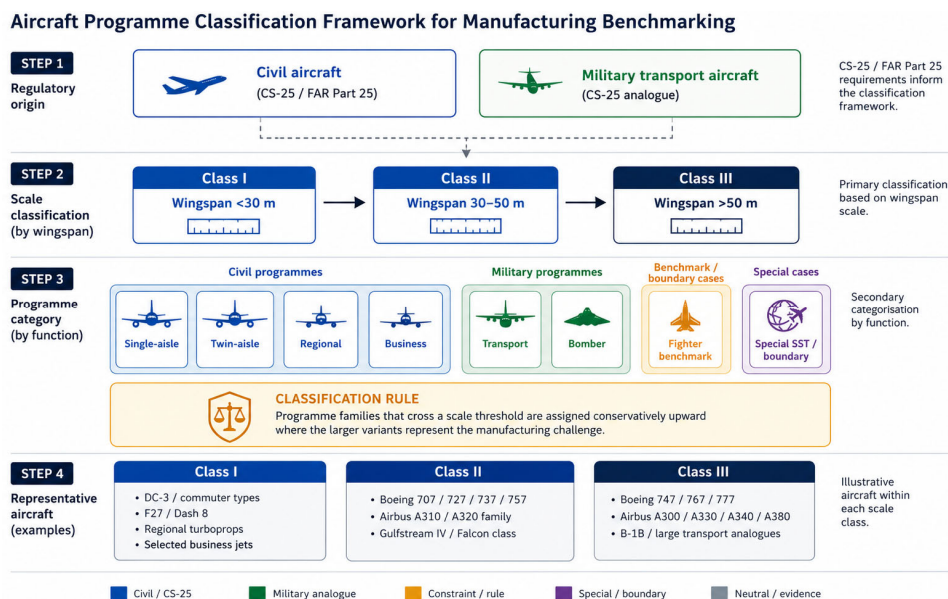 Aircraft Programme Classification Framework for Manufacturing Benchmarking
STEP 1
Regulatory
origin
Civil aircraft
(CS-25 / FAR Part 25)
Military transport aircraft
(CS-25 analogue)
CS-25 / FAR Part 25
requirements inform
the classification
framework.
STEP 2
Scale
classification
(by wingspan)
Class I
Wingspan <30 m
Class II
Wingspan 30–50 m
Class III
Wingspan >50 m
Primary classification
based on wingspan
scale.
STEP 3
Programme
category
(by function)
Civil programmes
Single-aisle
Twin-aisle
Regional
Business
Military programmes
Transport
Bomber
Benchmark /
boundary cases
Fighter
benchmark
Special cases
Special SST /
boundary
Secondary
categorisation
by function.
CLASSIFICATION RULE
Programme families that cross a scale threshold are assigned conservatively upward
where the larger variants represent the manufacturing challenge.
STEP 4
Representative
aircraft
(examples)
Class I
• DC-3 / commuter types
• F27 / Dash 8
• Regional turboprops
• Selected business jets
Class II
• Boeing 707 / 727 / 737 / 757
• Airbus A310 / A320 family
• Gulfstream IV / Falcon class
Class III
• Boeing 747 / 767 / 777
• Airbus A300 / A330 / A340 / A380
• B-1B / large transport analogues
Illustrative
aircraft within
each scale
class.
Civil / CS-25
Military analogue
Constraint / rule
Special / boundary
Neutral / evidence